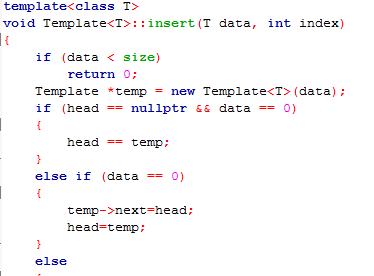 template<class T>
void Template<T>::insert(T data, int index)
{
    if (data < size)
        return 0;
    Template *temp = new Template<T>(data);
    if (head == nullptr && data == 0)
    {
        head == temp;
    }
    else if (data == 0)
    {
        temp->next=head;
        head=temp;
    }
    else